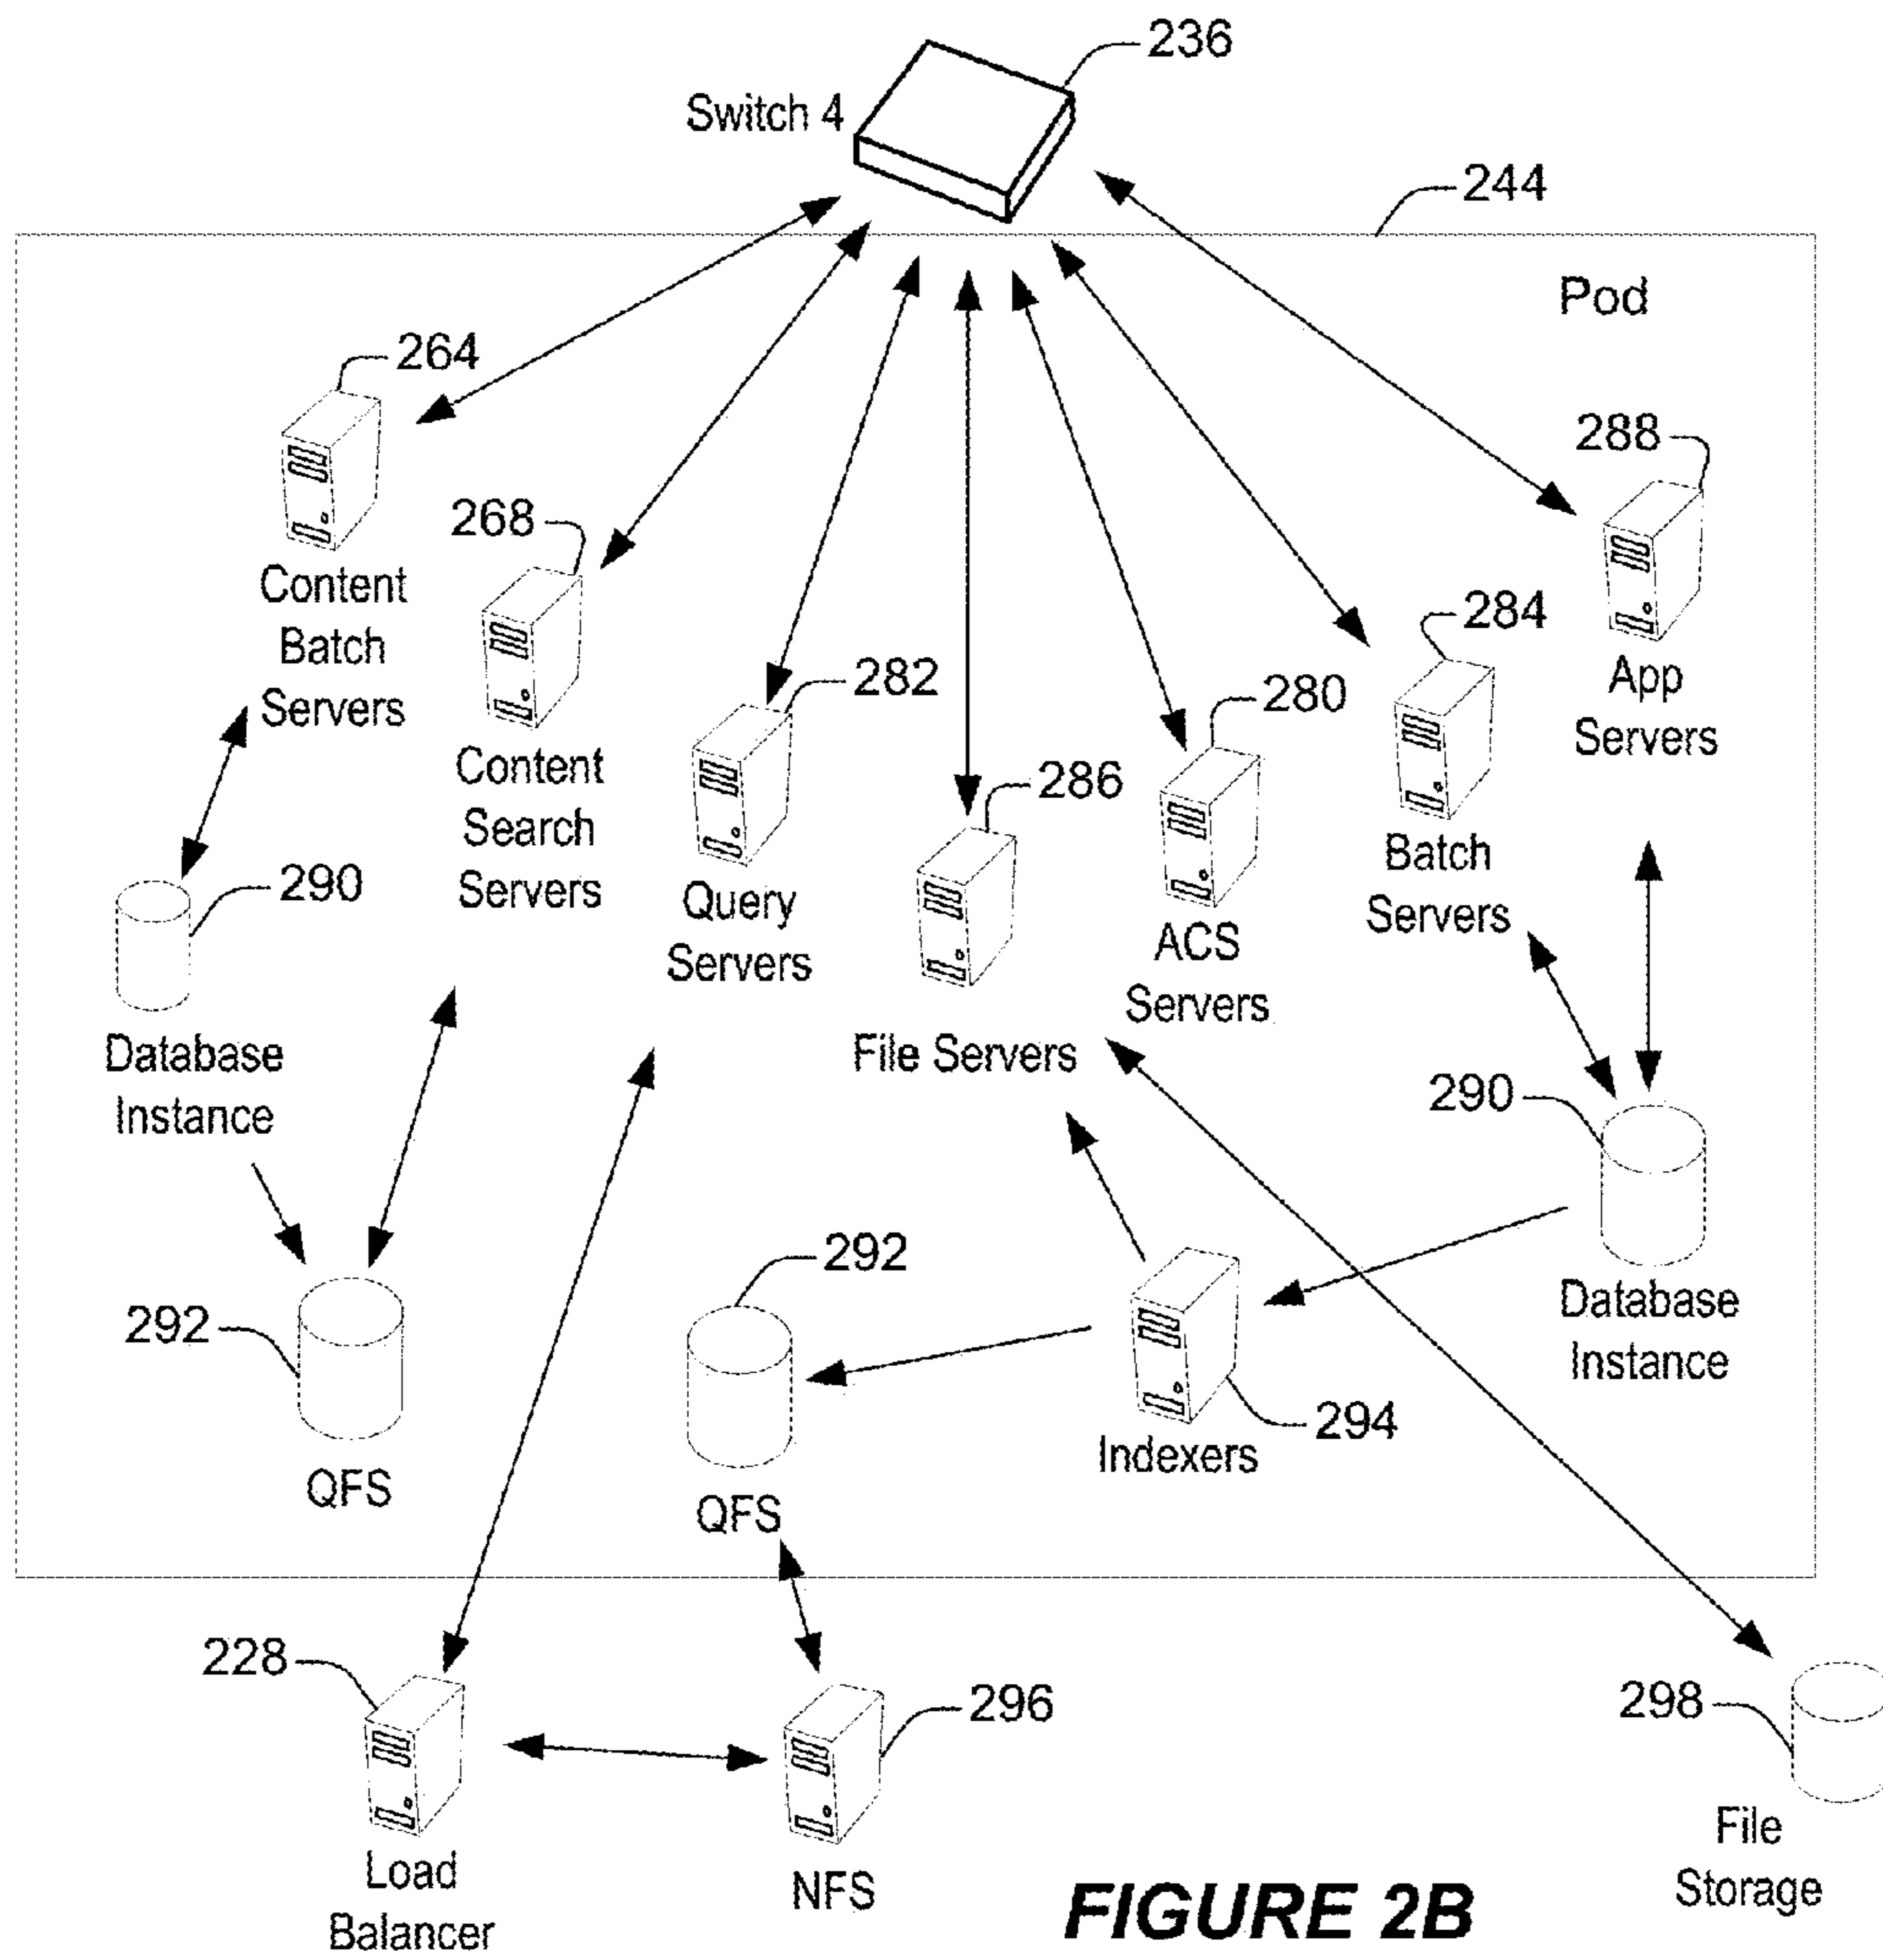 236
Switch 4
244
Pod
264
Content
Batch
Servers
268
Content
Search
Servers
282
Query
Servers
286
File Servers
280
ACS
Servers
284
Batch
Servers
288
App
Servers
290
Database
Instance
290
Database
Instance
292
QFS
292
QFS
294
Indexers
228
Load
Balancer
296
NFS
298
File
Storage
FIGURE 2B